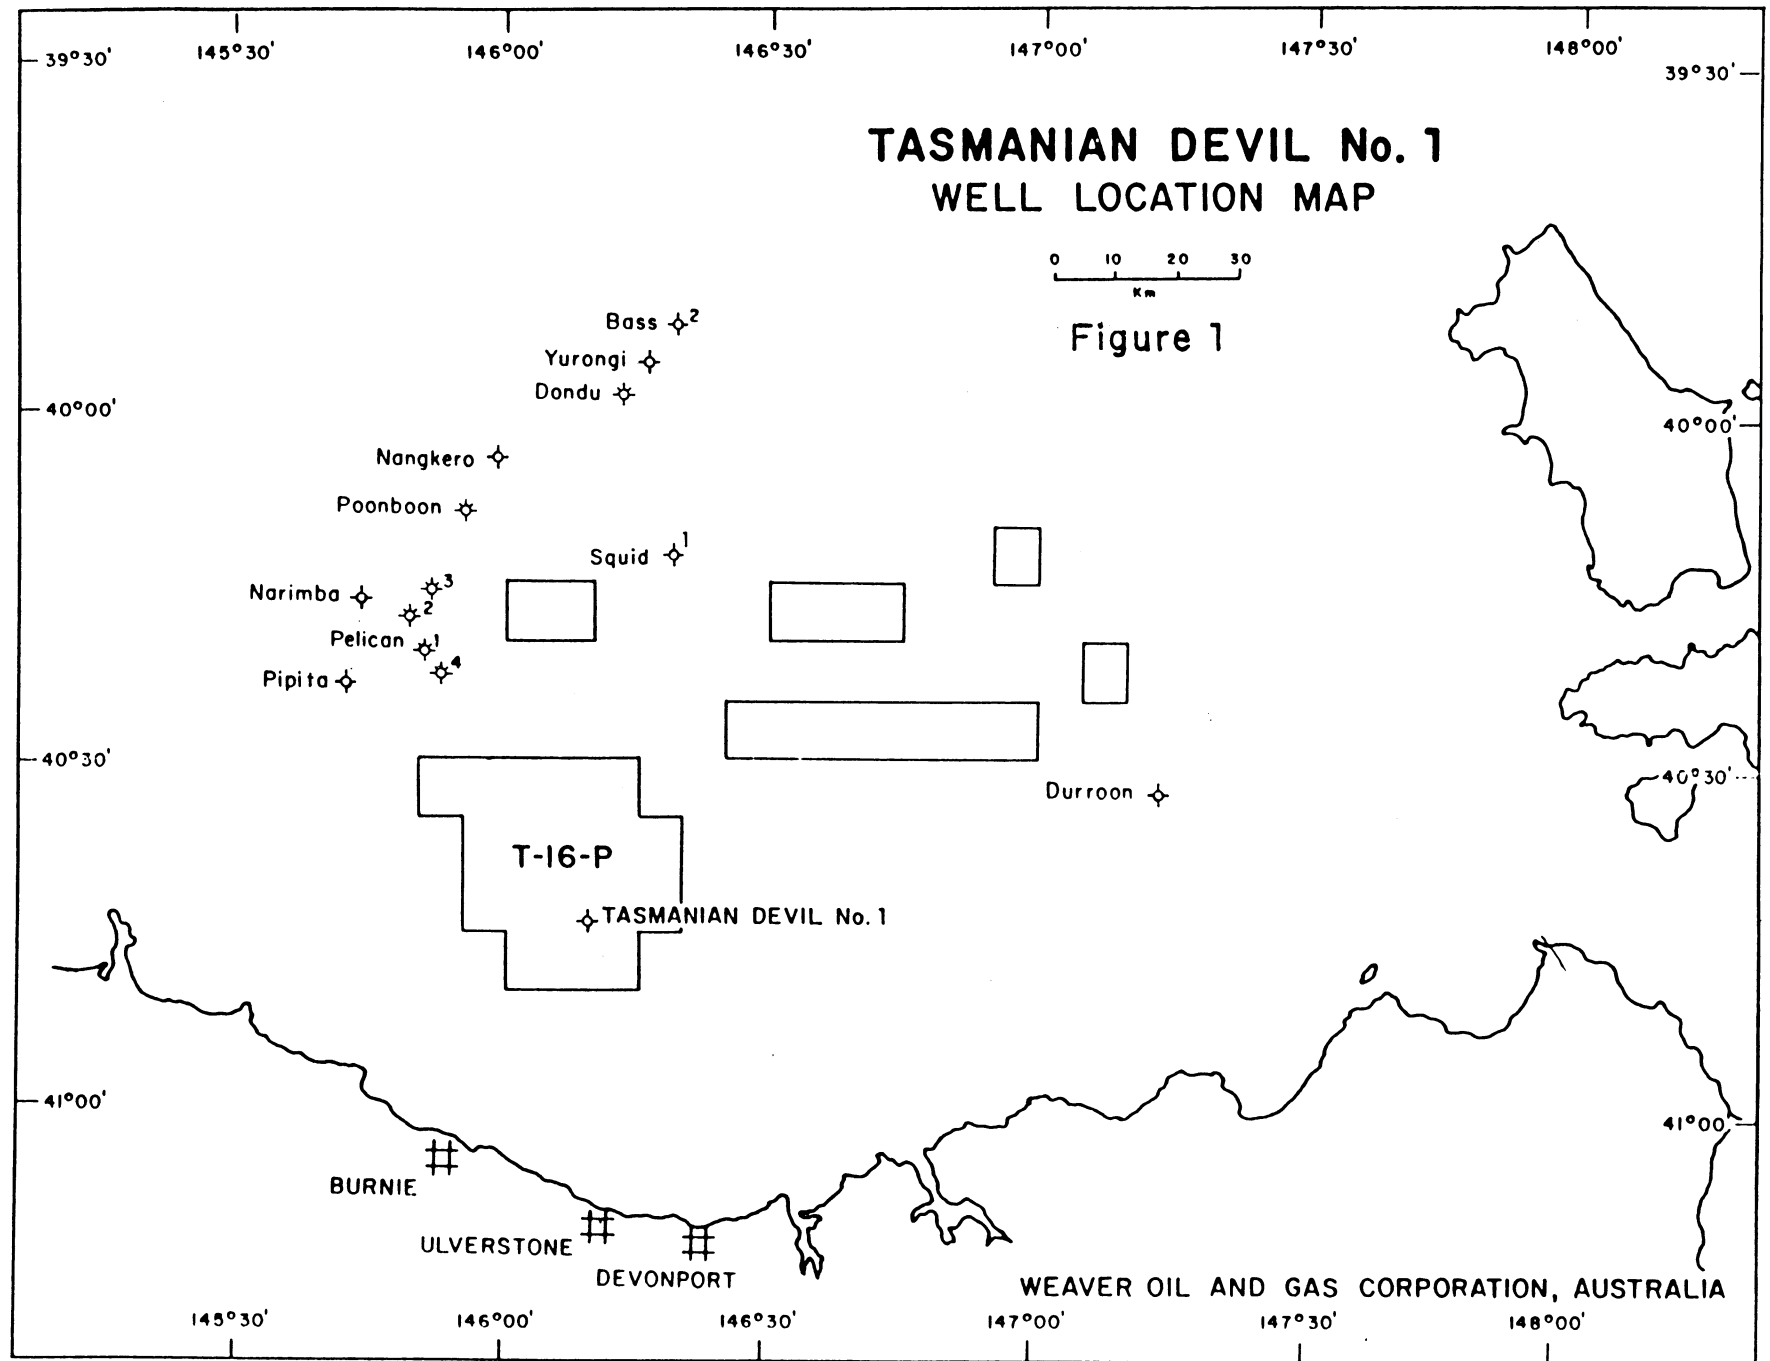 145°30' 146°00' 146°30' 147°00' 147°30' 148°00'
39°30' 39°30'
TASMANIAN DEVIL No. 1
WELL LOCATION MAP
0 10 20 30
Km
Figure 1
Bass 2
Yurongi
Dondu
40°00' 40°00'
Nangkero
Poonboon
Squid 1
Narimba
3
2
Pelican 1
4
Pipita
40°30' 40°30'
Durroon
T-16-P
TASMANIAN DEVIL No. 1
41°00' 41°00'
BURNIE
ULVERSTONE
DEVONPORT
WEAVER OIL AND GAS CORPORATION, AUSTRALIA
145°30' 146°00' 146°30' 147°00' 147°30' 148°00'